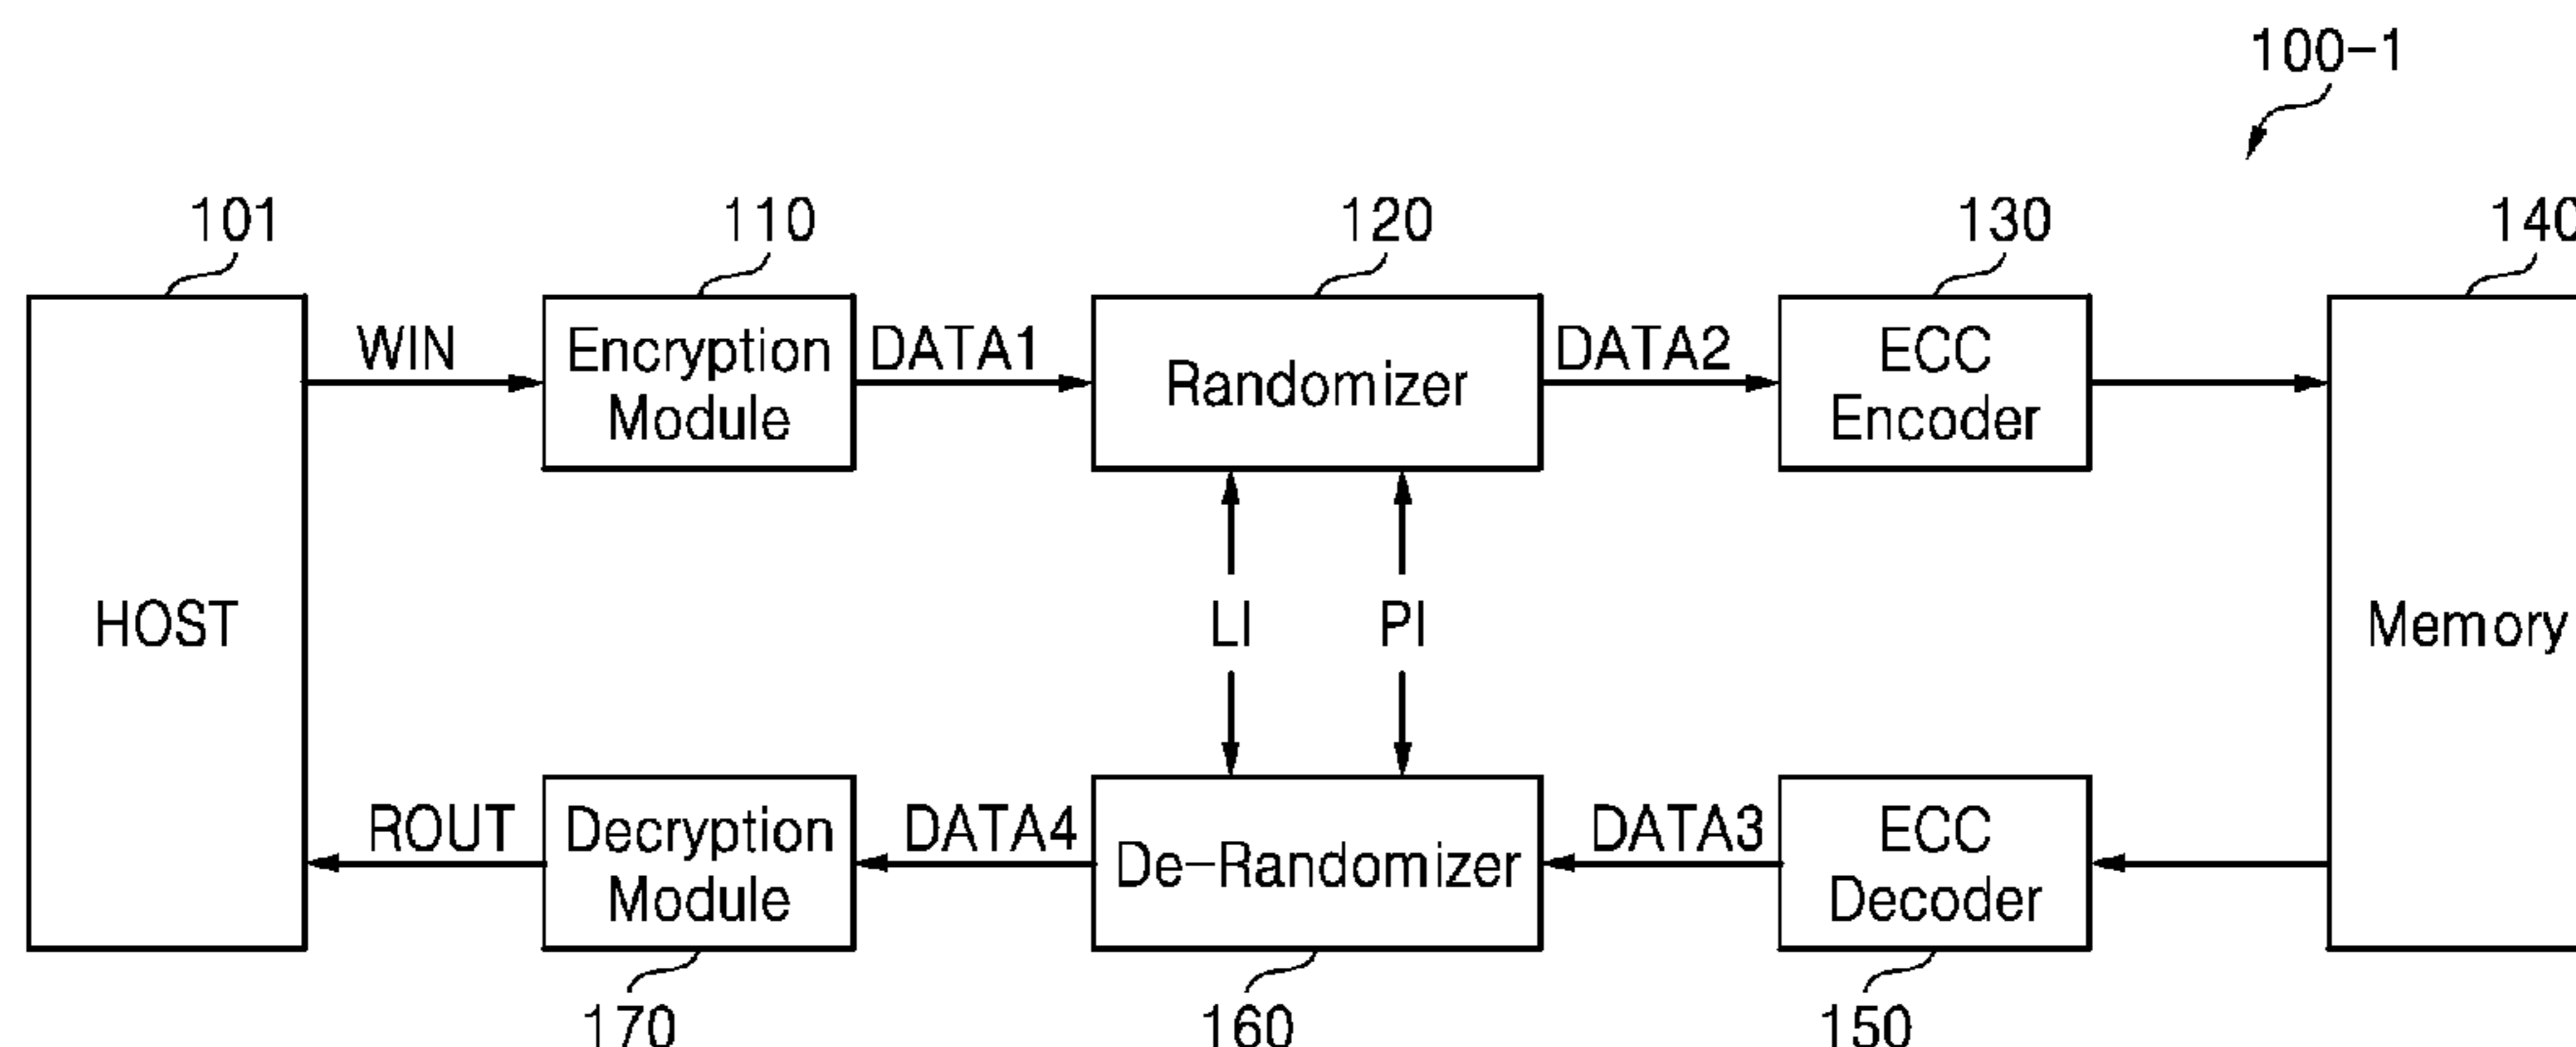 100-1
101
110
120
130
140
WIN
Encryption
Module
DATA1
Randomizer
DATA2
ECC
Encoder
HOST
LI
PI
Memory
ROUT
Decryption
Module
DATA4
De-Randomizer
DATA3
ECC
Decoder
170
160
150